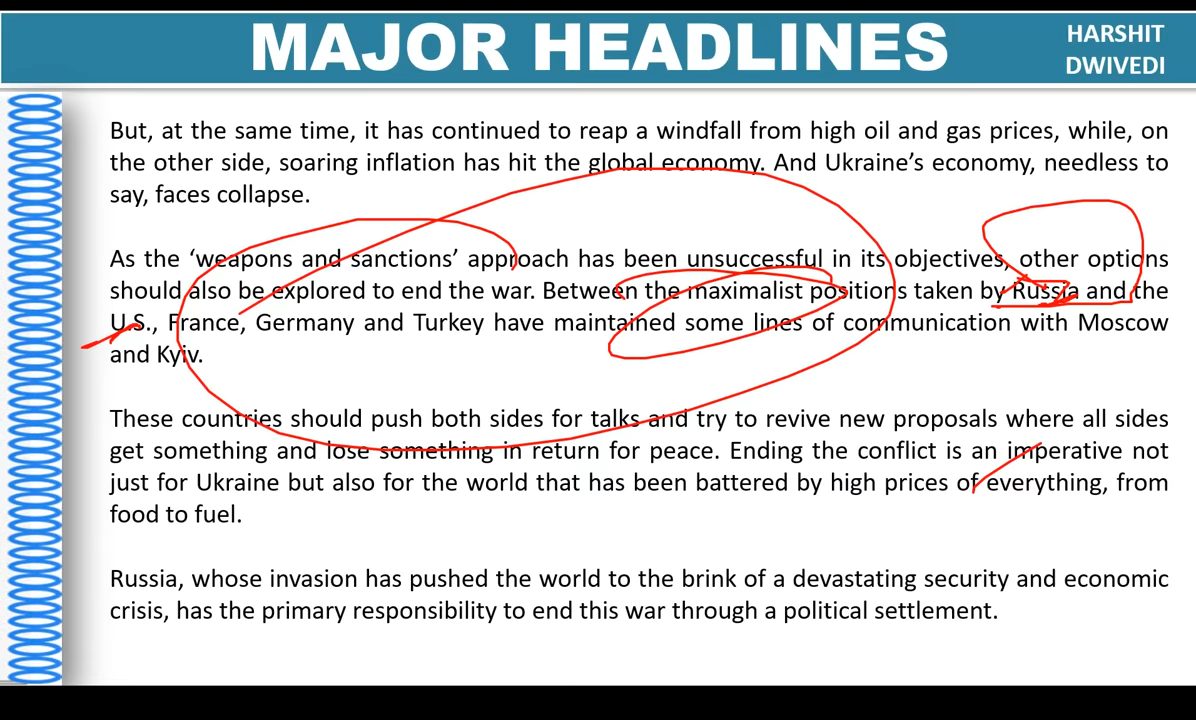 MAJOR HEADLINES
HARSHIT
DWIVEDI
But, at the same time, it has continued to reap a windfall from high oil and gas prices, while, on
the other side, soaring inflation has hit the global economy. And Ukraine’s economy, needless to
say, faces collapse.
As the ‘weapons and sanctions’ approach has been unsuccessful in its objectives, other options
should also be explored to end the war. Between the maximalist positions taken by Russia and the
U.S., France, Germany and Turkey have maintained some lines of communication with Moscow
and Kyiv.
These countries should push both sides for talks and try to revive new proposals where all sides
get something and lose something in return for peace. Ending the conflict is an imperative not
just for Ukraine but also for the world that has been battered by high prices of everything, from
food to fuel.
Russia, whose invasion has pushed the world to the brink of a devastating security and economic
crisis, has the primary responsibility to end this war through a political settlement.